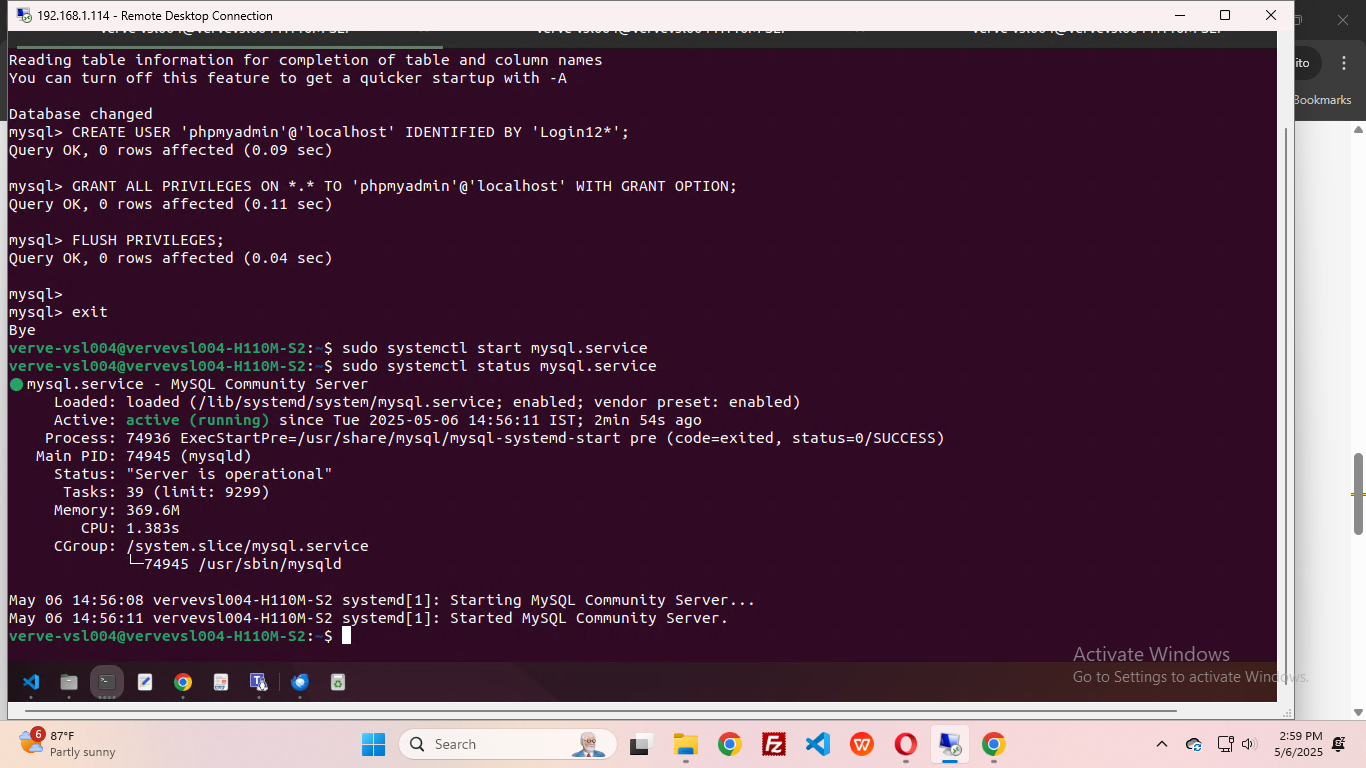 192.168.1.114 - Remote Desktop Connection
ito
Bookmarks
Reading table information for completion of table and column names
You can turn off this feature to get a quicker startup with -A
Database changed
mysql> CREATE USER 'phpmyadmin'@'localhost' IDENTIFIED BY 'Login12*';
Query OK, 0 rows affected (0.09 sec)
mysql> GRANT ALL PRIVILEGES ON *.* TO 'phpmyadmin'@'localhost' WITH GRANT OPTION;
Query OK, 0 rows affected (0.11 sec)
mysql> FLUSH PRIVILEGES;
Query OK, 0 rows affected (0.04 sec)
mysql>
mysql> exit
Bye
verve-vsl004@vervevsl004-H110M-S2:~$ sudo systemctl start mysql.service
verve-vsl004@vervevsl004-H110M-S2:~$ sudo systemctl status mysql.service
● mysql.service - MySQL Community Server
Loaded: loaded (/lib/systemd/system/mysql.service; enabled; vendor preset: enabled)
Active: active (running) since Tue 2025-05-06 14:56:11 IST; 2min 54s ago
Process: 74936 ExecStartPre=/usr/share/mysql/mysql-systemd-start pre (code=exited, status=0/SUCCESS)
Main PID: 74945 (mysqld)
Status: "Server is operational"
Tasks: 39 (limit: 9299)
Memory: 369.6M
CPU: 1.383s
CGroup: /system.slice/mysql.service
└─74945 /usr/sbin/mysqld
May 06 14:56:08 vervevsl004-H110M-S2 systemd[1]: Starting MySQL Community Server...
May 06 14:56:11 vervevsl004-H110M-S2 systemd[1]: Started MySQL Community Server.
verve-vsl004@vervevsl004-H110M-S2:~$
Activate Windows
Go to Settings to activate Windows.
6
87°F
Partly sunny
Search
2:59 PM
5/6/2025